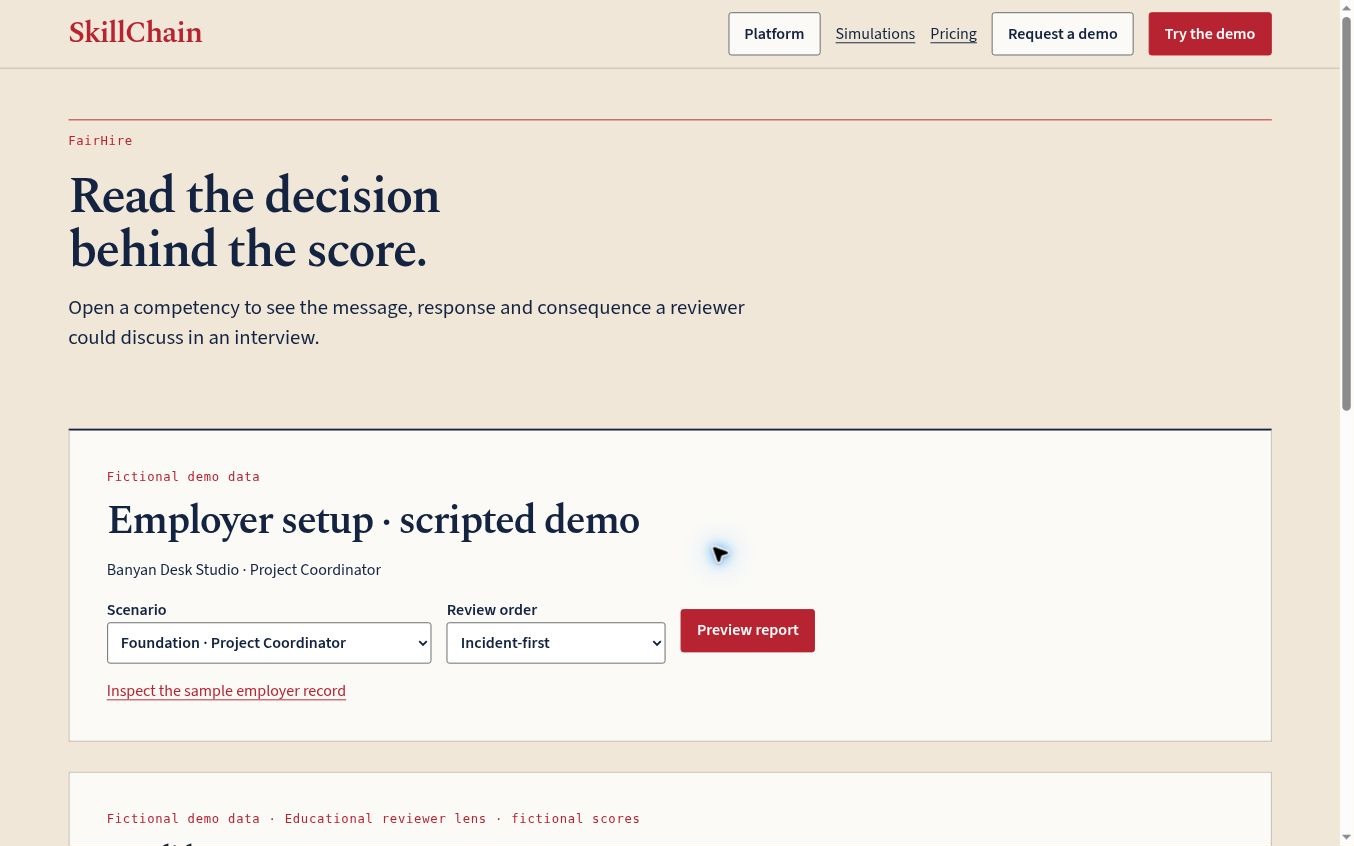 SkillChain
Platform
Simulations
Pricing
Request a demo
Try the demo
FairHire
Read the decision
behind the score.
Open a competency to see the message, response and consequence a reviewer
could discuss in an interview.
Fictional demo data
Employer setup · scripted demo
Banyan Desk Studio · Project Coordinator
Scenario
Review order
Foundation · Project Coordinator
Incident-first
Preview report
Inspect the sample employer record
Fictional demo data · Educational reviewer lens · fictional scores